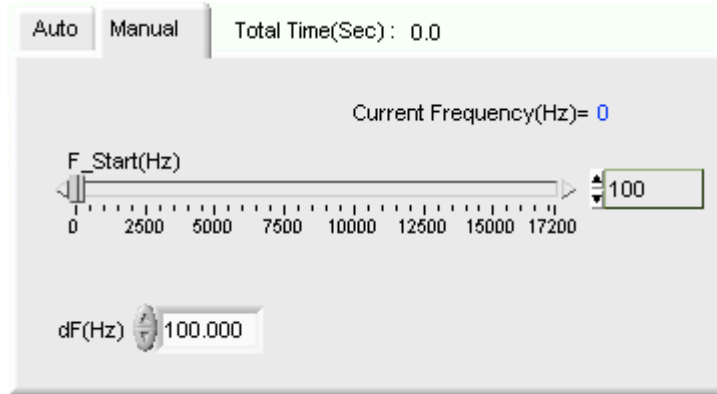 Auto Manual Total Time(Sec) : 0.0
Current Frequency(Hz)= 0
F_Start(Hz)
100
0 2500 5000 7500 10000 12500 15000 17200
dF(Hz) 100.000